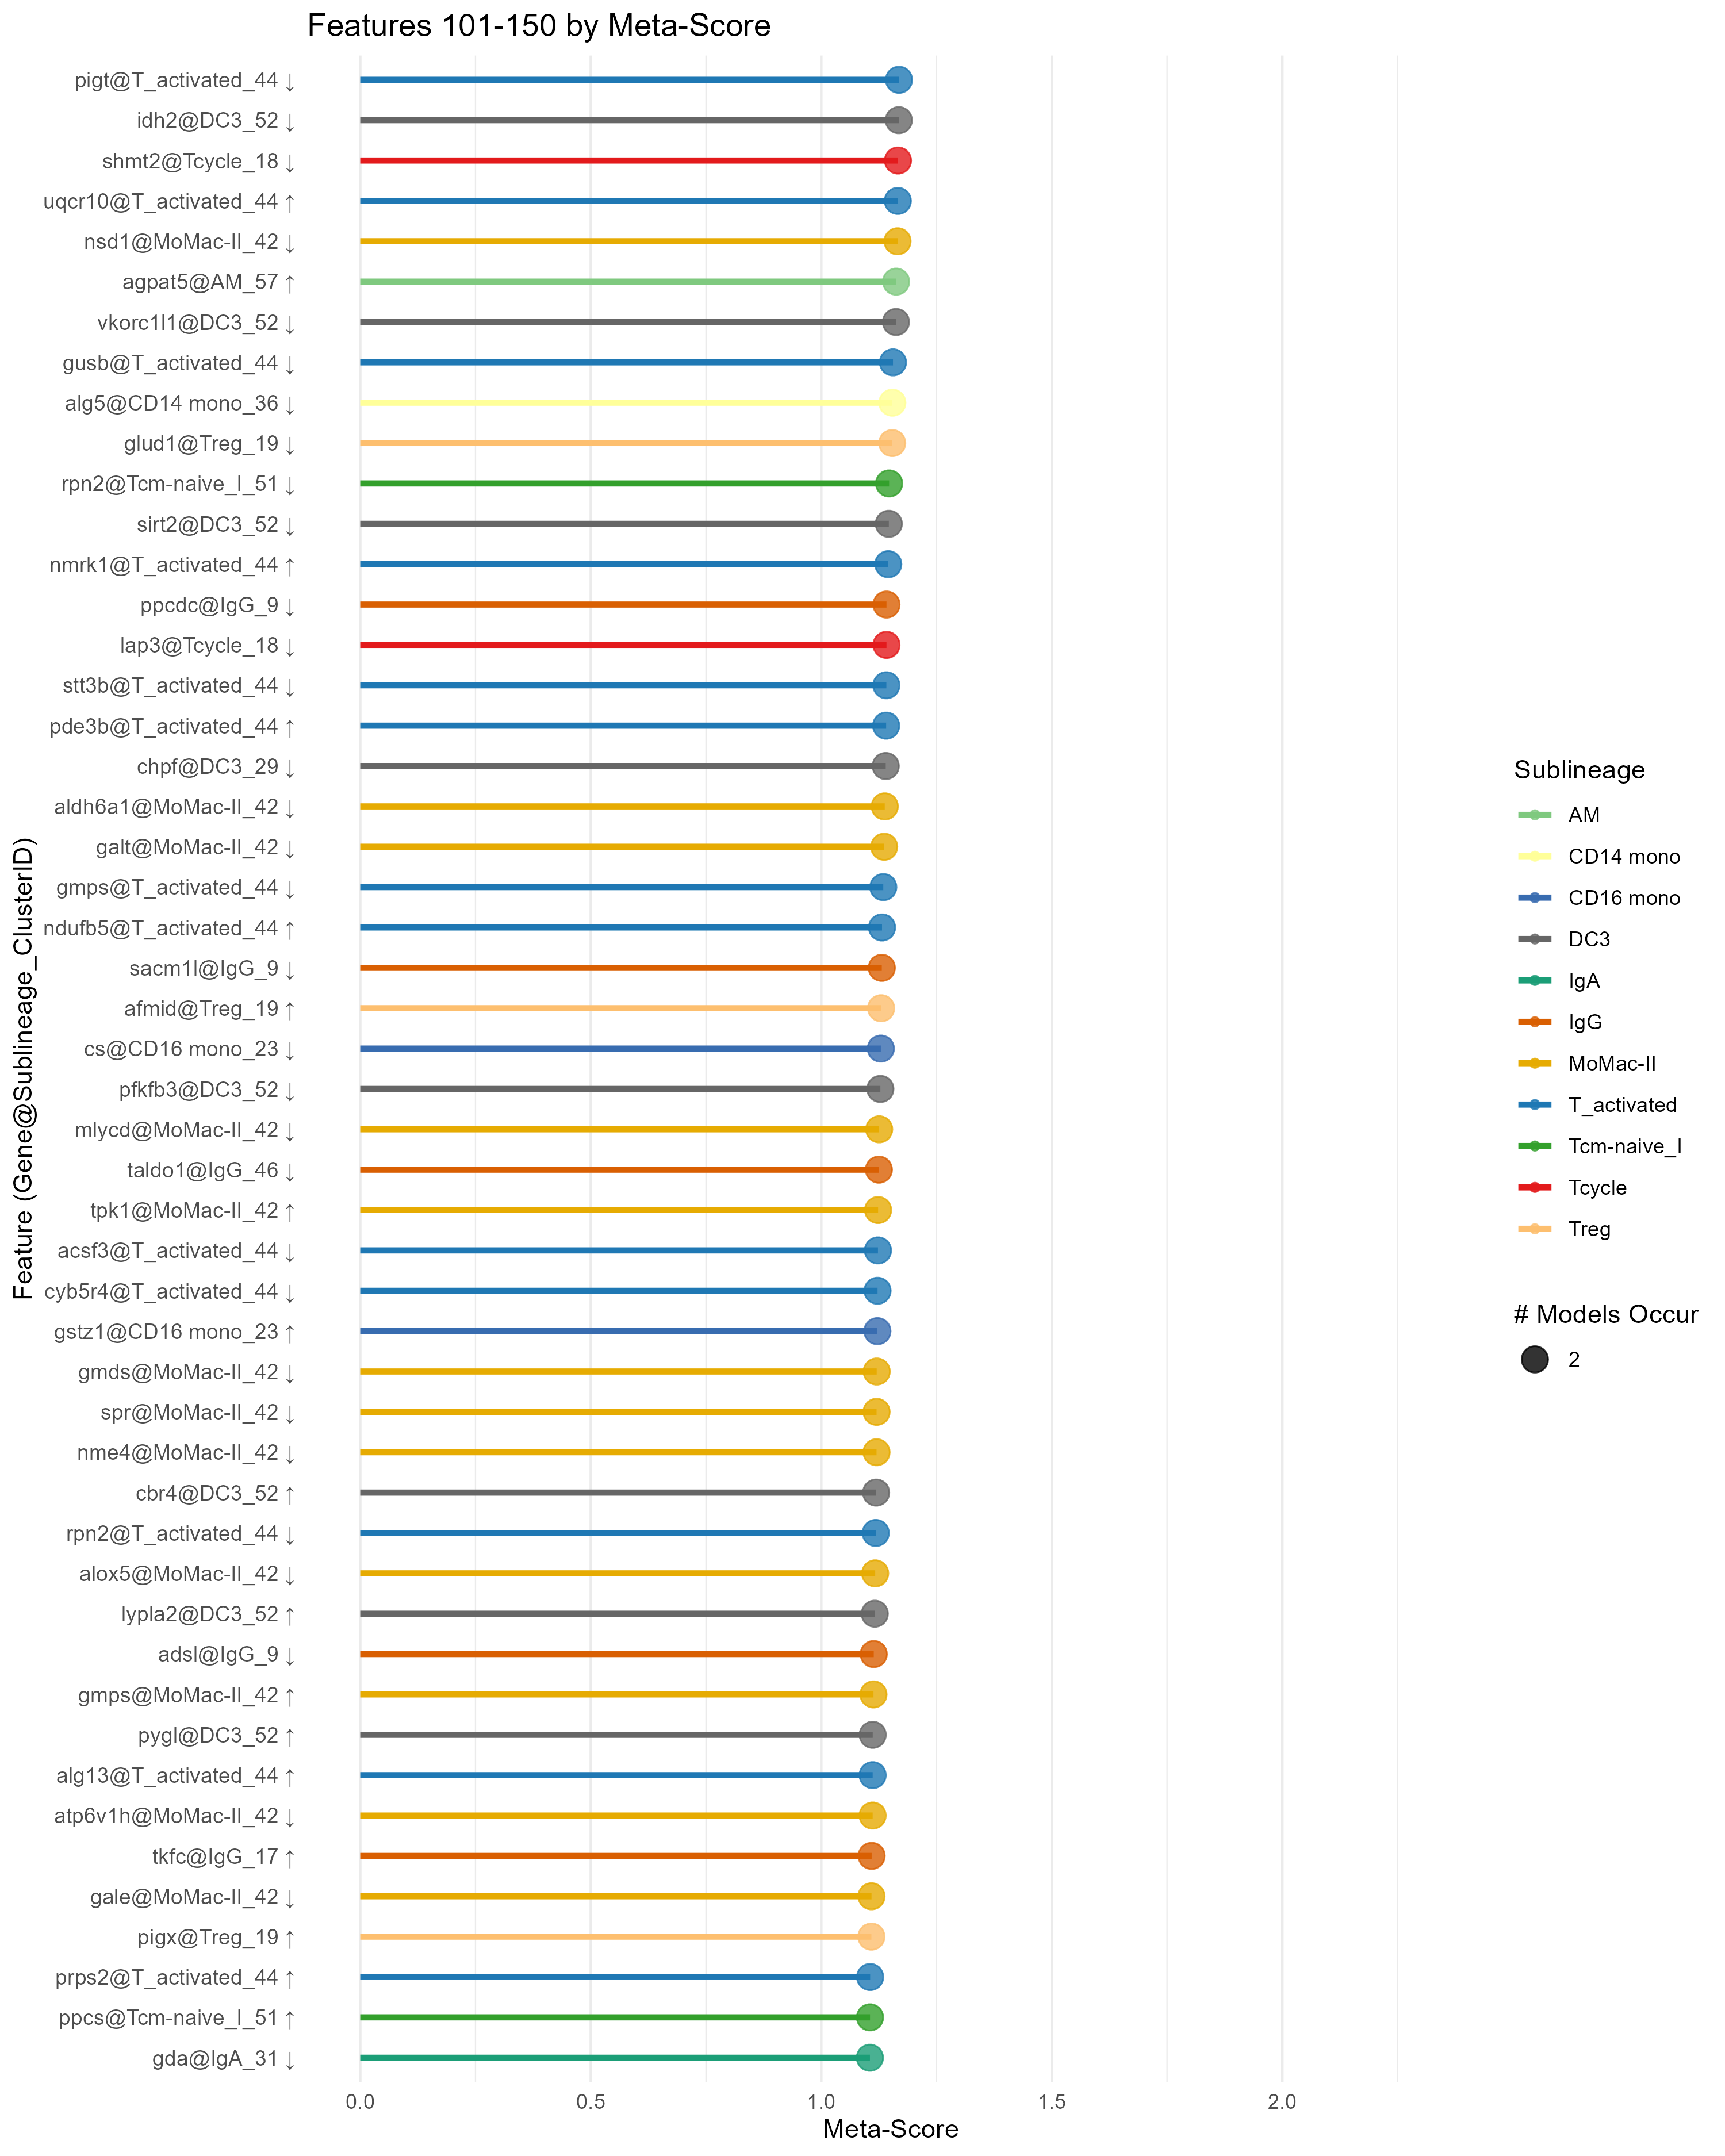 Features 101-150 by Meta-Score
pigt@T_activated_44 ↓
idh2@DC3_52 ↓
shmt2@Tcycle_18 ↓
uqcr10@T_activated_44 ↑
nsd1@MoMac-II_42 ↓
agpat5@AM_57 ↑
vkorc1l1@DC3_52 ↓
gusb@T_activated_44 ↓
alg5@CD14 mono_36 ↓
glud1@Treg_19 ↓
rpn2@Tcm-naive_I_51 ↓
sirt2@DC3_52 ↓
nmrk1@T_activated_44 ↑
ppcdc@IgG_9 ↓
lap3@Tcycle_18 ↓
stt3b@T_activated_44 ↓
pde3b@T_activated_44 ↑
chpf@DC3_29 ↓
aldh6a1@MoMac-II_42 ↓
galt@MoMac-II_42 ↓
gmps@T_activated_44 ↓
ndufb5@T_activated_44 ↑
sacm1l@IgG_9 ↓
afmid@Treg_19 ↑
cs@CD16 mono_23 ↓
pfkfb3@DC3_52 ↓
mlycd@MoMac-II_42 ↓
taldo1@IgG_46 ↓
tpk1@MoMac-II_42 ↑
acsf3@T_activated_44 ↓
cyb5r4@T_activated_44 ↓
gstz1@CD16 mono_23 ↑
gmds@MoMac-II_42 ↓
spr@MoMac-II_42 ↓
nme4@MoMac-II_42 ↓
cbr4@DC3_52 ↑
rpn2@T_activated_44 ↓
alox5@MoMac-II_42 ↓
lypla2@DC3_52 ↑
adsl@IgG_9 ↓
gmps@MoMac-II_42 ↑
pygl@DC3_52 ↑
alg13@T_activated_44 ↑
atp6v1h@MoMac-II_42 ↓
tkfc@IgG_17 ↑
gale@MoMac-II_42 ↓
pigx@Treg_19 ↑
prps2@T_activated_44 ↑
ppcs@Tcm-naive_I_51 ↑
gda@IgA_31 ↓
Feature (Gene@Sublineage_ClusterID)
0.0 0.5 1.0 1.5 2.0
Meta-Score
Sublineage
AM
CD14 mono
CD16 mono
DC3
IgA
IgG
MoMac-II
T_activated
Tcm-naive_I
Tcycle
Treg
# Models Occur
2